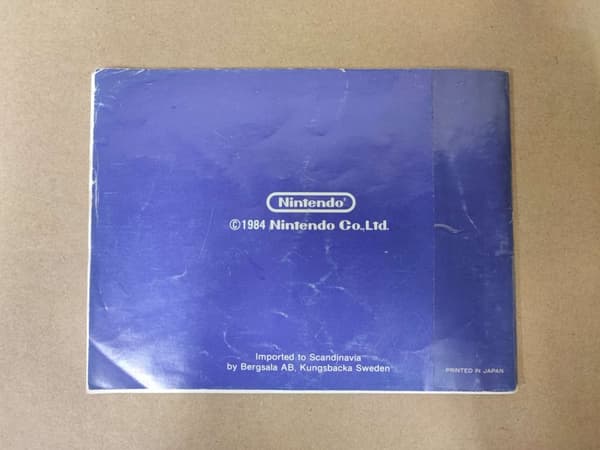 Nintendo®
©1984 Nintendo Co.,Ltd.
Imported to Scandinavia
by Bergsala AB, Kungsbacka Sweden
PRINTED IN JAPAN